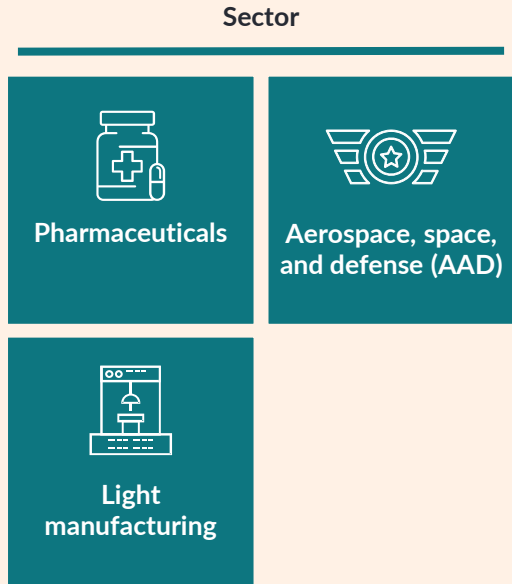 Sector
Pharmaceuticals
Aerospace, space,
and defense (AAD)
Light
manufacturing